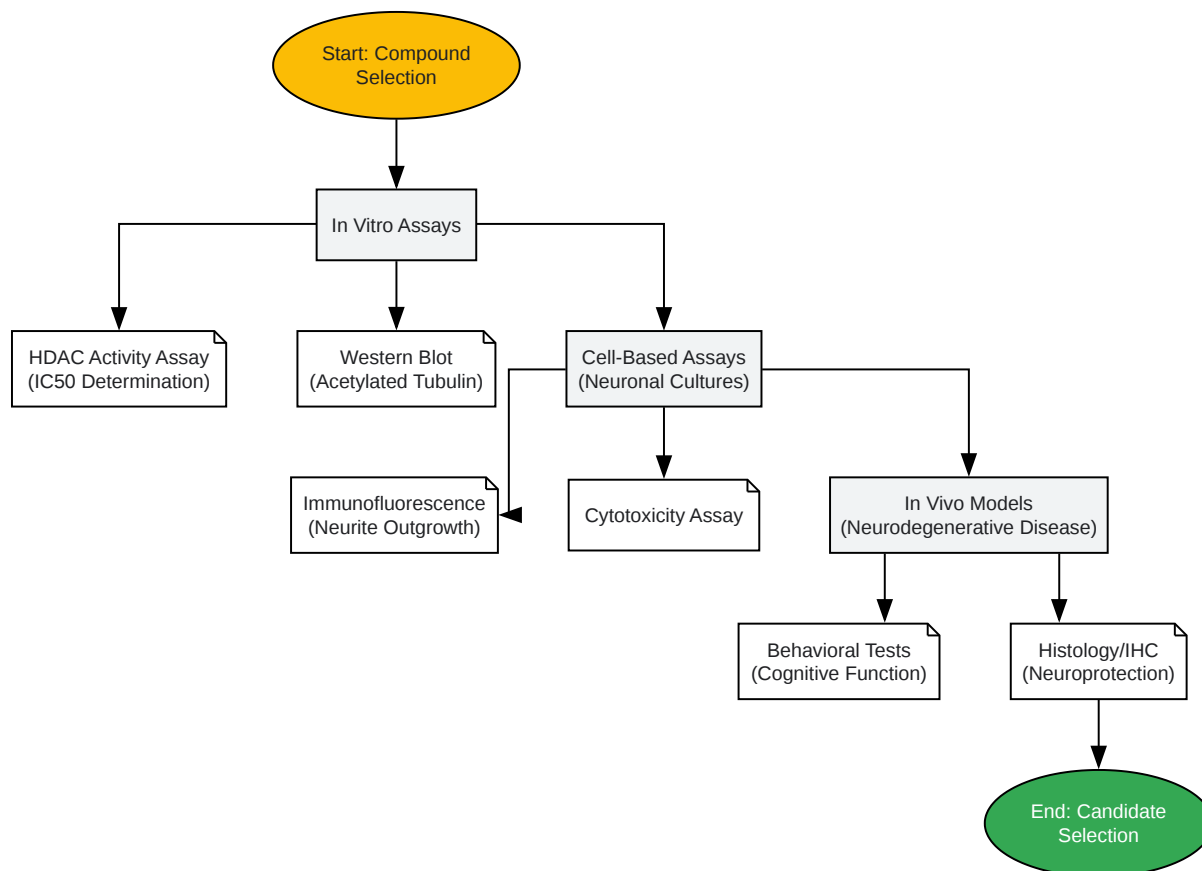 Start: Compound
Selection
In Vitro Assays
HDAC Activity Assay
(IC50 Determination)
Western Blot
(Acetylated Tubulin)
Cell-Based Assays
(Neuronal Cultures)
Immunofluorescence
(Neurite Outgrowth)
Cytotoxicity Assay
In Vivo Models
(Neurodegenerative Disease)
Behavioral Tests
(Cognitive Function)
Histology/IHC
(Neuroprotection)
End: Candidate
Selection